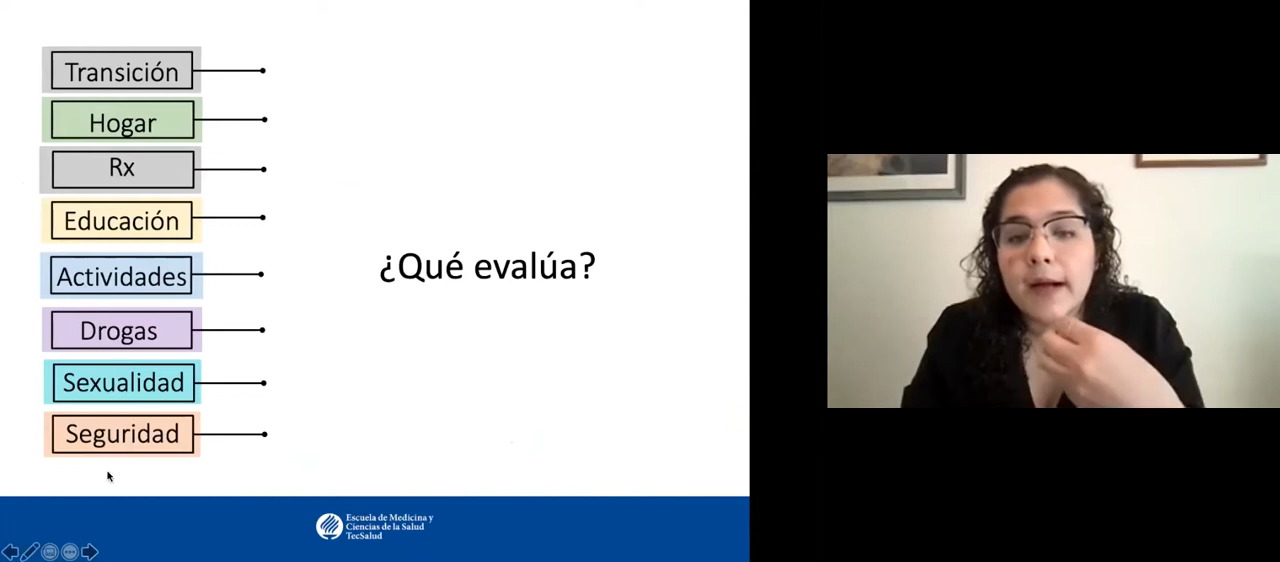 Transición
Hogar
Rx
Educación
Actividades
Drogas
Sexualidad
Seguridad
¿Qué evalúa?
Escuela de Medicina y
Ciencias de la Salud
TecSalud